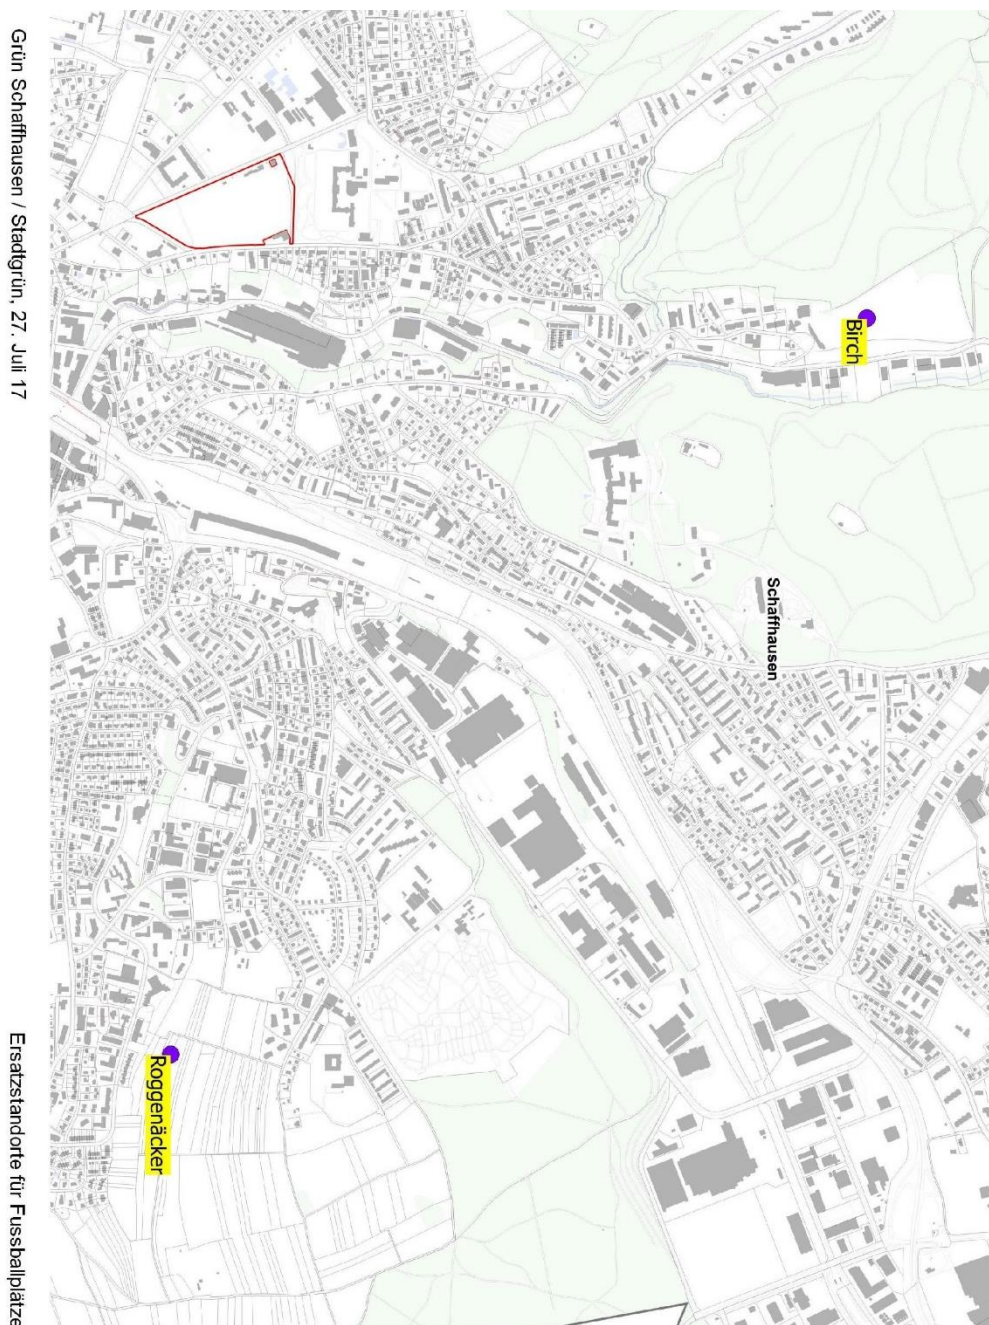 Birch
Schaffhausen
Roggenäcker
Grün Schaffhausen / Stadtgrün, 27. Juli 17
Ersatzstandorte für Fussballplätze